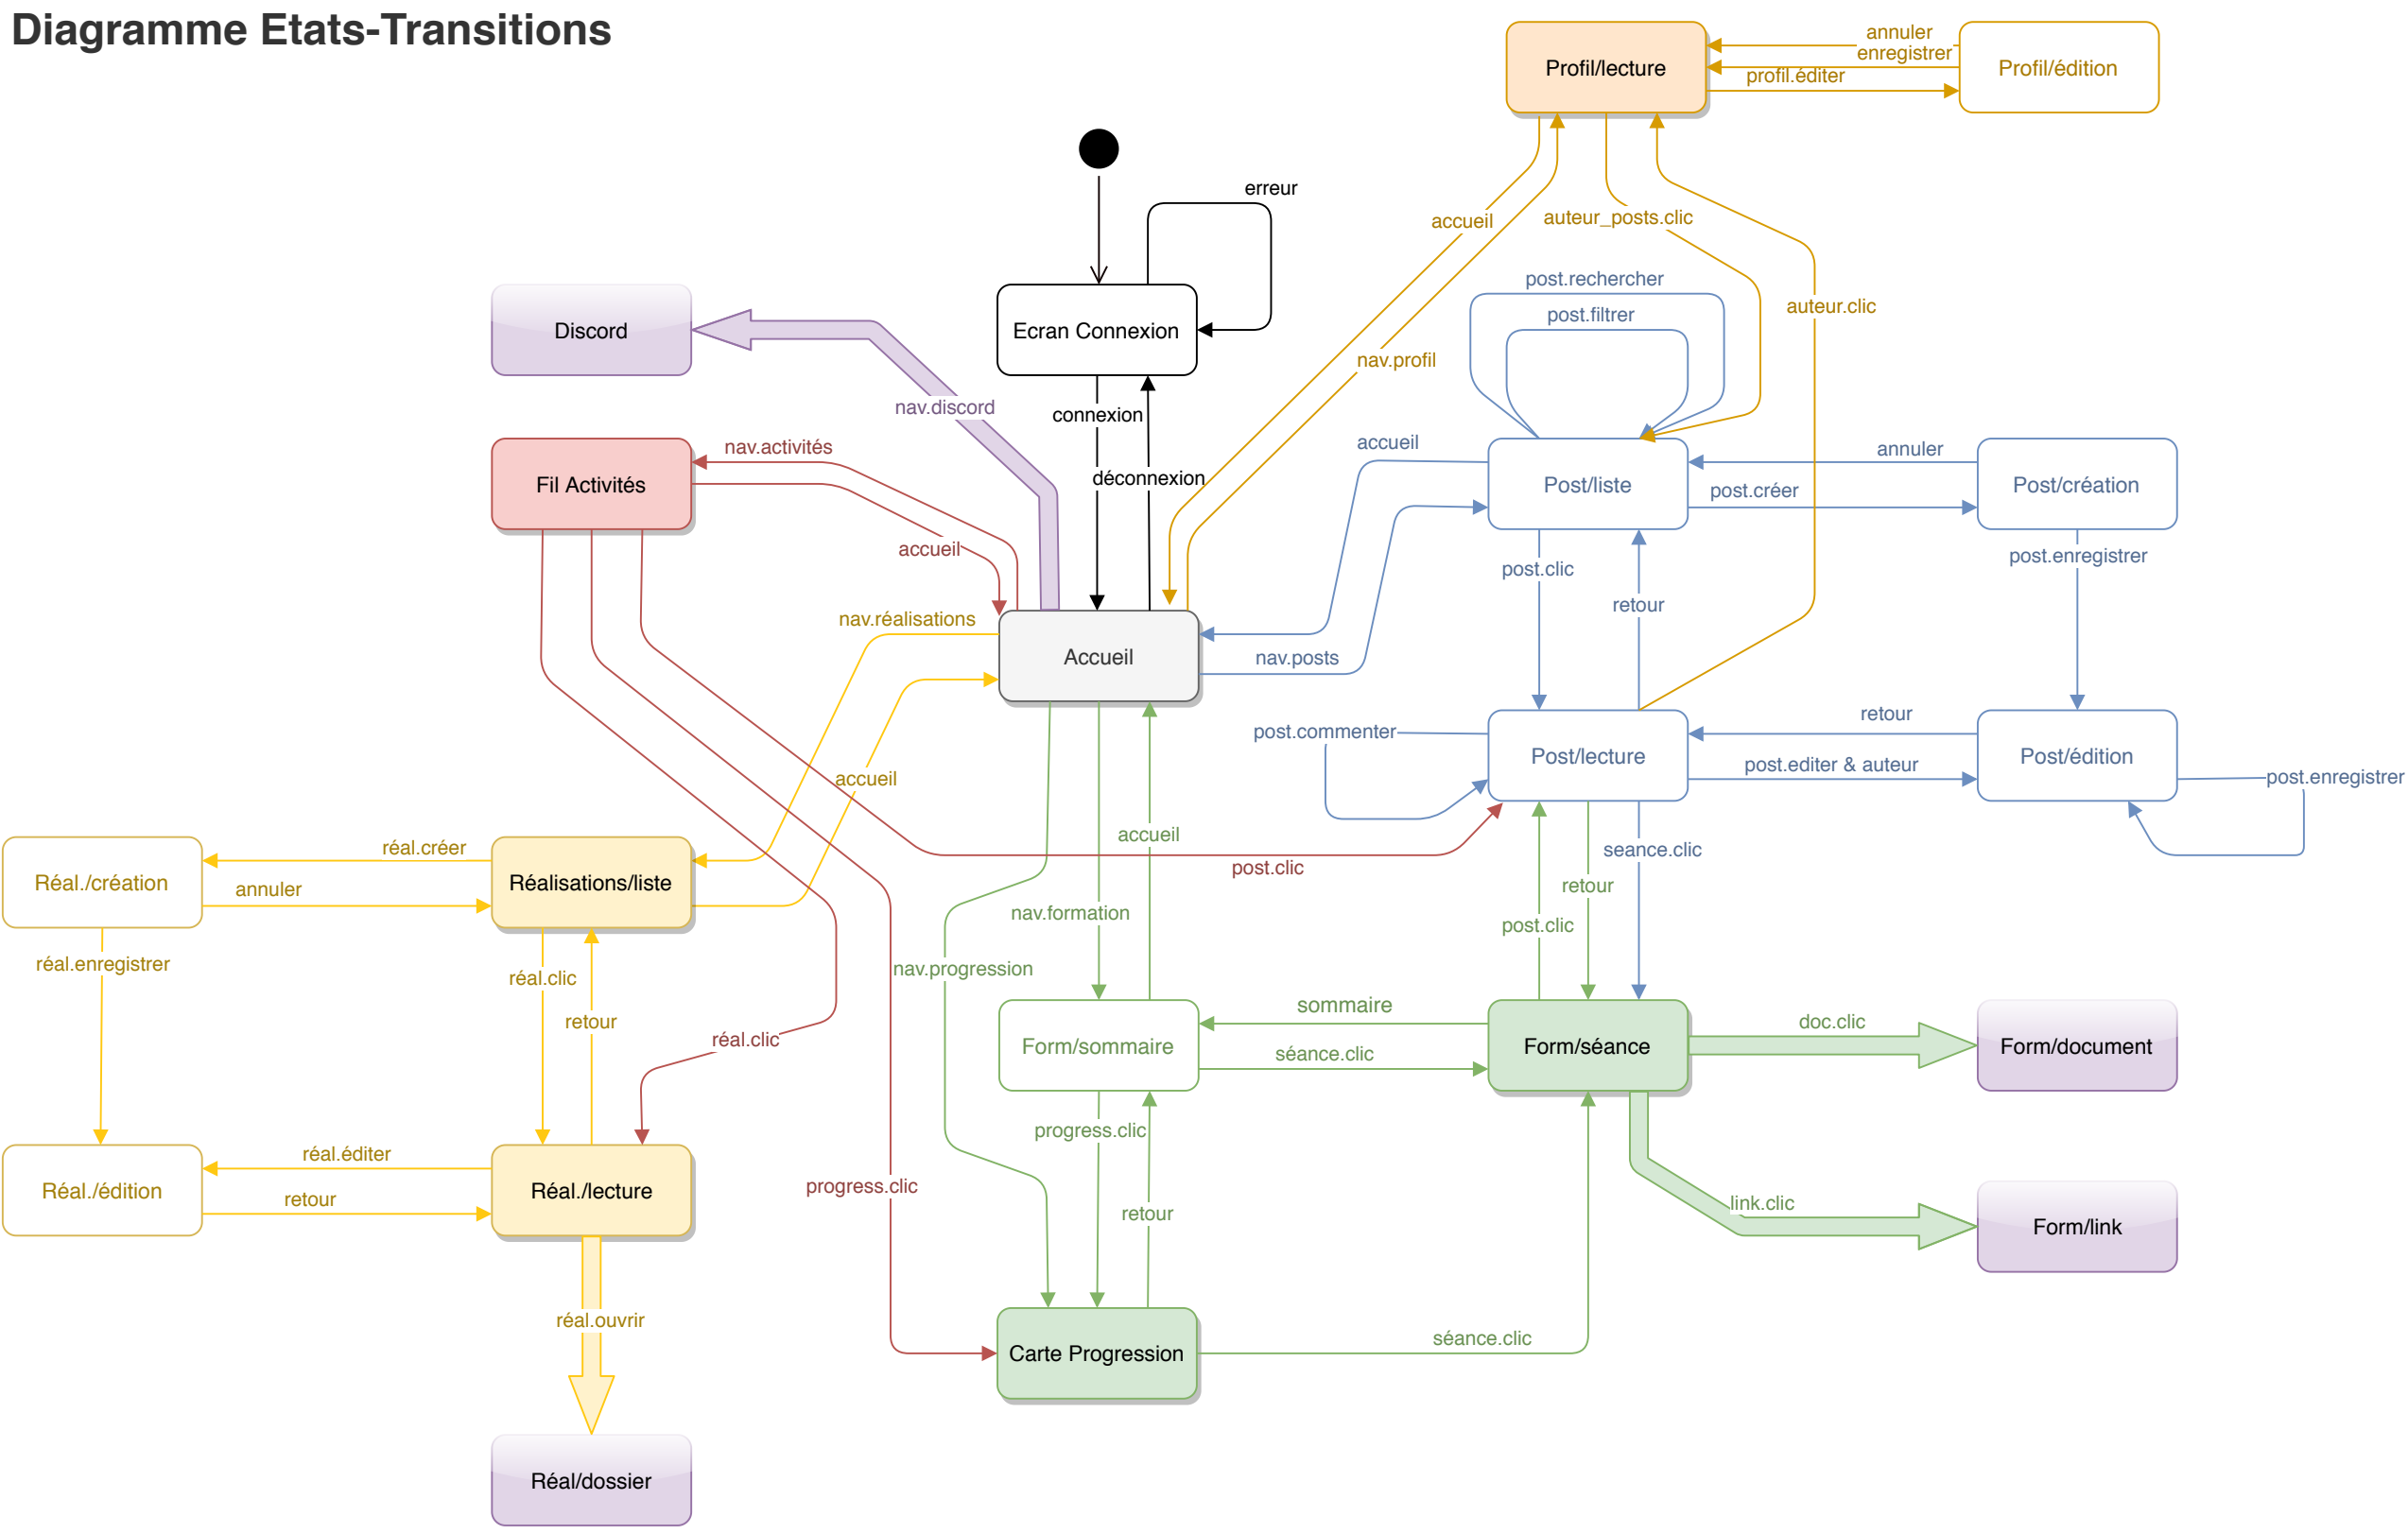 Diagramme Etats-Transitions
Profil/lecture
annuler
enregistrer
profil.éditer
Profil/édition
erreur
accueil
auteur_posts.clic
post.rechercher
post.filtrer
auteur.clic
Discord
Ecran Connexion
nav.profil
nav.discord
connexion
déconnexion
nav.activités
Fil Activités
accueil
accueil
Post/liste
annuler
post.créer
Post/création
post.clic
retour
post.enregistrer
nav.réalisations
Accueil
nav.posts
post.commenter
Post/lecture
retour
post.editer & auteur
Post/édition
post.enregistrer
accueil
accueil
post.clic
seance.clic
réal.créer
Réal./création
annuler
Réalisations/liste
retour
post.clic
nav.formation
nav.progression
réal.enregistrer
réal.clic
retour
réal.clic
sommaire
Form/sommaire
séance.clic
Form/séance
doc.clic
Form/document
progress.clic
réal.éditer
Réal./édition
retour
Réal./lecture
progress.clic
retour
link.clic
Form/link
réal.ouvrir
Carte Progression
séance.clic
Réal/dossier